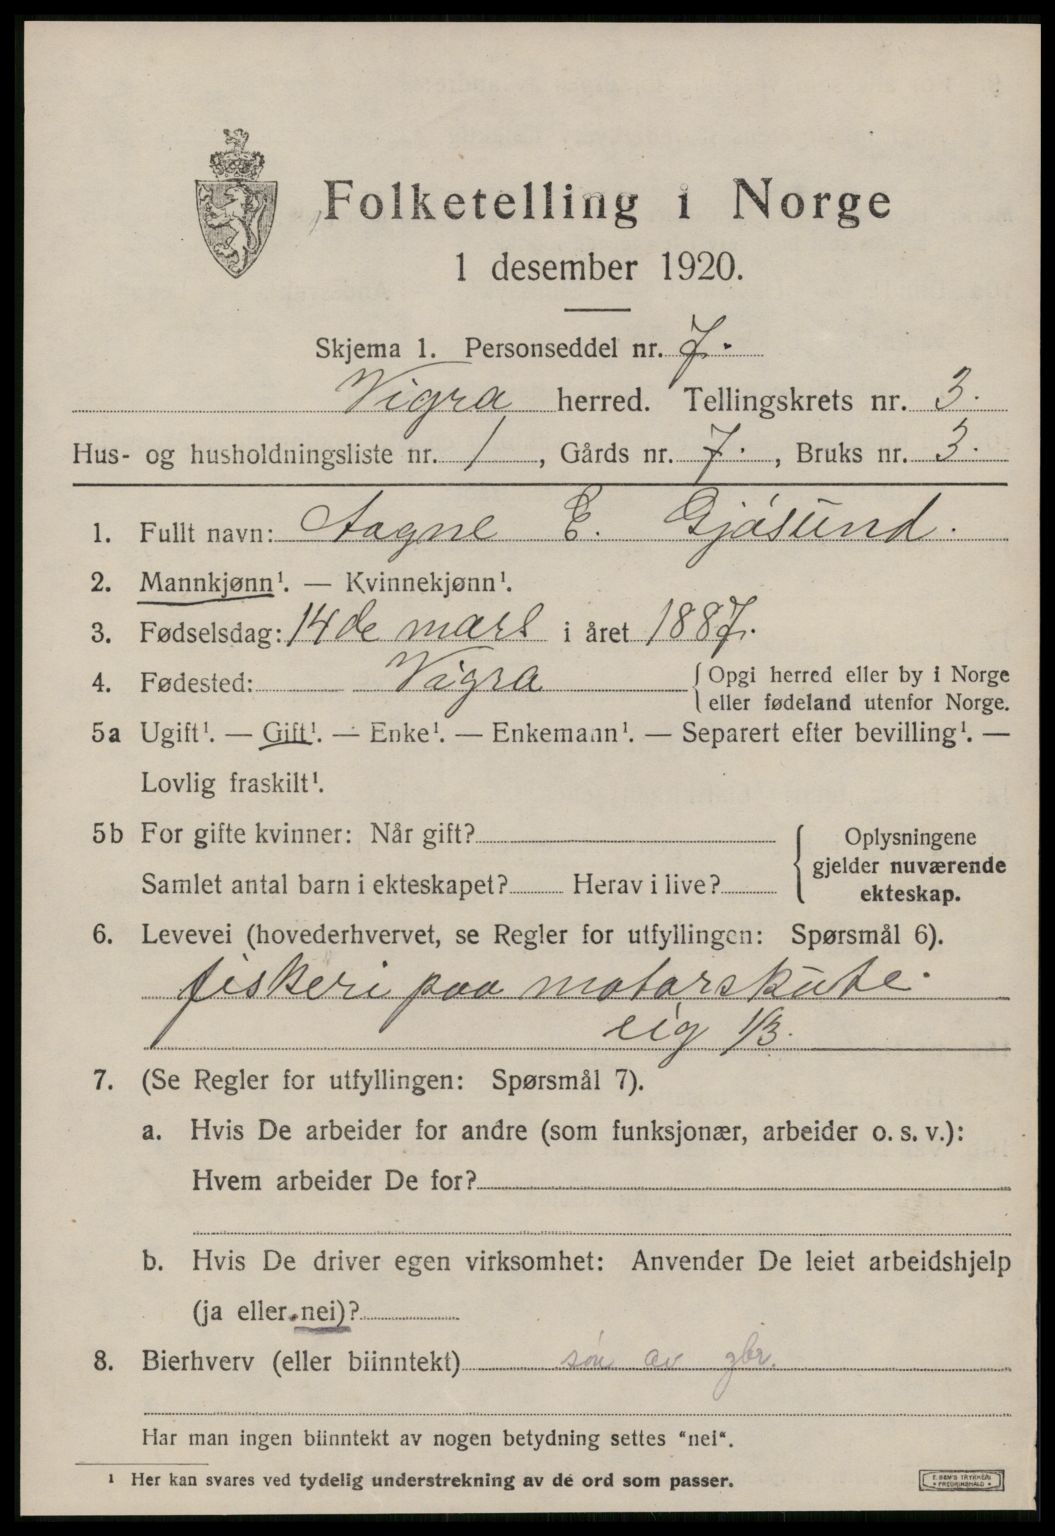 Folketelling i Norge
1 desember 1920.
Skjema 1. Personseddel nr. 7.
Vigra herred. Tellingskrets nr. 3.
Hus- og husholdningsliste nr. 1, Gårds nr. 7., Bruks nr. 3.
1. Fullt navn: Aagne E. Gjøsund.
2. Mannkjønn¹. — Kvinnekjønn¹.
3. Fødselsdag: 14de mars i året 1887.
4. Fødested: Vigra {Opgi herred eller by i Norge
eller fødeland utenfor Norge.
5a Ugift¹. — Gift¹. — Enke¹. — Enkemann¹. — Separert efter bevilling¹. —
Lovlig fraskilt¹.
5b For gifte kvinner: Når gift?
Samlet antal barn i ekteskapet? Herav i live?
{ Oplysningene
gjelder nuværende
ekteskap.
6. Levevei (hovederhvervet, se Regler for utfyllingen: Spørsmål 6).
fiskeri paa motorskute.
eig 1/3.
7. (Se Regler for utfyllingen: Spørsmål 7).
a. Hvis De arbeider for andre (som funksjonær, arbeider o. s. v.):
Hvem arbeider De for?
b. Hvis De driver egen virksomhet: Anvender De leiet arbeidshjelp
(ja eller nei)?
8. Bierhverv (eller biinntekt) søn av gbr.
Har man ingen biinntekt av nogen betydning settes "nei".
¹ Her kan svares ved tydelig understrekning av de ord som passer.